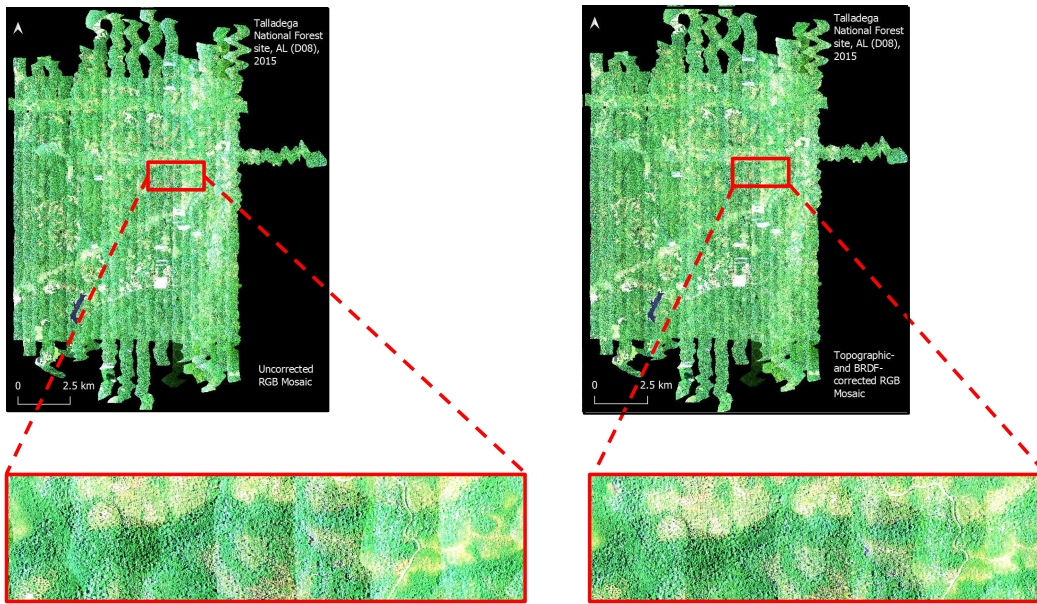 Talladega
National Forest
site, AL (D08),
2015
Uncorrected
RGB Mosaic
0 2.5 km
Talladega
National Forest
site, AL (D08),
2015
Topographic-
and BRDF-
corrected RGB
Mosaic
0 2.5 km